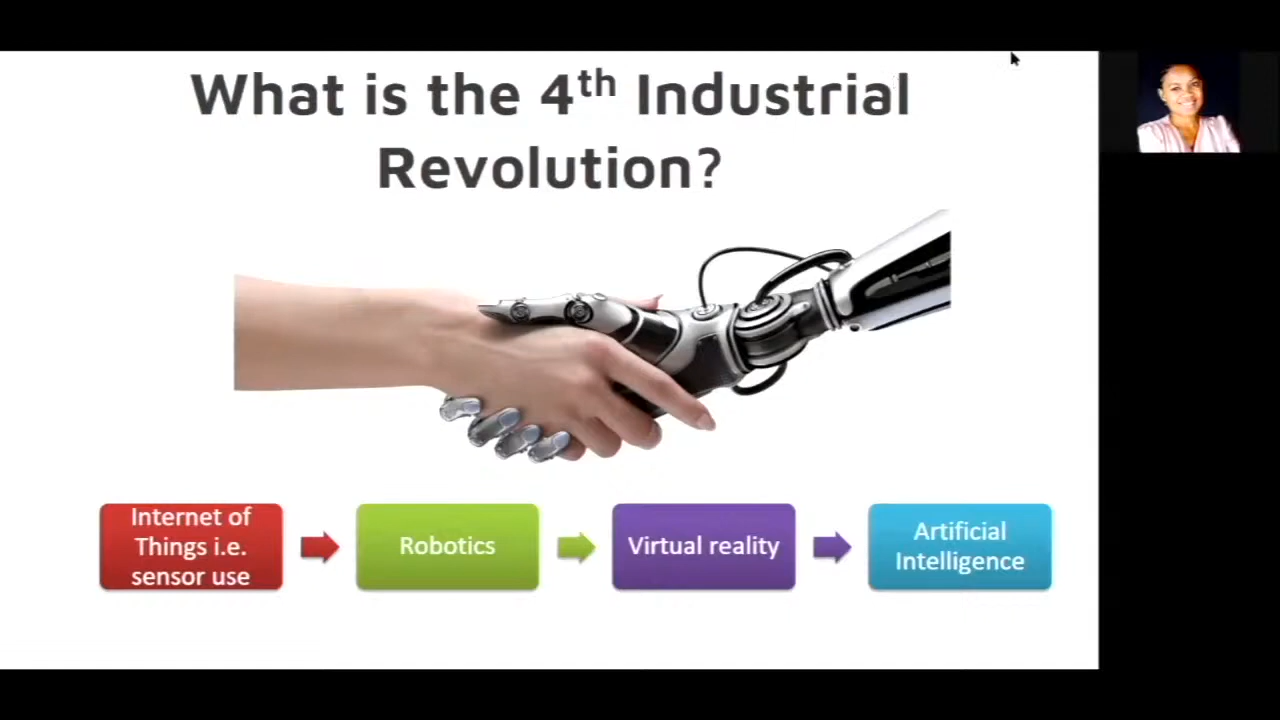 What is the 4th Industrial
Revolution?
Internet of
Things i.e.
sensor use
Robotics
Virtual reality
Artificial
Intelligence